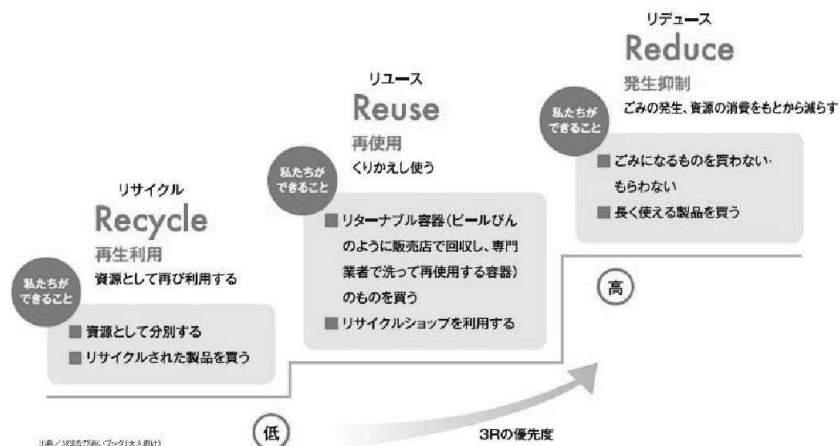 リサイクル
Recycle
再生利用
資源として再び利用する
私たちが
できること
■ 資源として分別する
■ リサイクルされた製品を買う
リユース
Reuse
再使用
くりかえし使う
私たちが
できること
■ リターナブル容器(ビールびん
のように販売店で回収し、専門
業者で洗って再使用する容器)
のものを買う
■ リサイクルショップを利用する
リデュース
Reduce
発生抑制
ごみの発生、資源の消費をもとから減らす
私たちが
できること
■ ごみになるものを買わない・
もらわない
■ 長く使える製品を買う
高
低
3Rの優先度